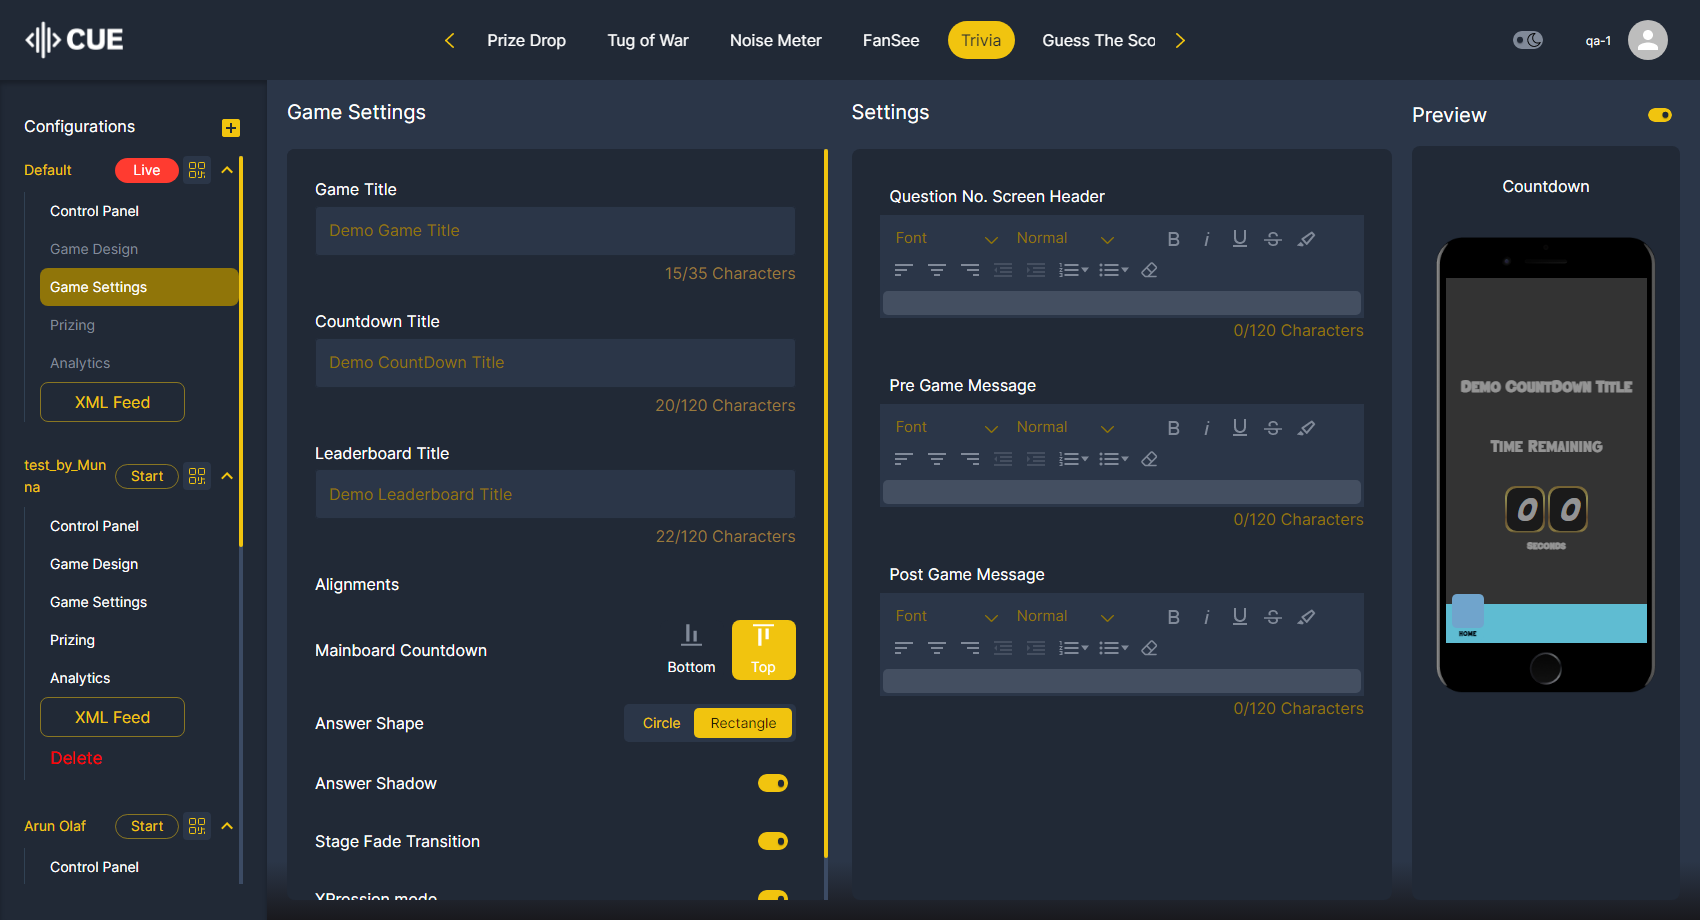 CUE
Prize Drop
Tug of War
Noise Meter
FanSee
Trivia
Guess The Sco
qa-1
Configurations
Default
Live
Control Panel
Game Design
Game Settings
Prizing
Analytics
XML Feed
test_by_Mun
na
Start
Control Panel
Game Design
Game Settings
Prizing
Analytics
XML Feed
Delete
Arun Olaf
Start
Control Panel
Game Settings
Game Title
Demo Game Title
15/35 Characters
Countdown Title
Demo CountDown Title
20/120 Characters
Leaderboard Title
Demo Leaderboard Title
22/120 Characters
Alignments
Mainboard Countdown
Bottom
Top
Answer Shape
Circle
Rectangle
Answer Shadow
Stage Fade Transition
XPression mode
Settings
Question No. Screen Header
Font
Normal
B i U S
0/120 Characters
Pre Game Message
Font
Normal
B i U S
0/120 Characters
Post Game Message
Font
Normal
B i U S
0/120 Characters
Preview
Countdown
Demo CountDown Title
Time Remaining
0 0
Seconds
HOME